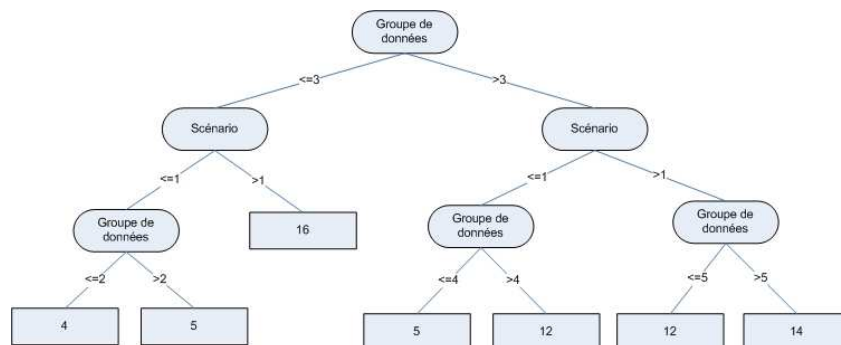 Groupe de
données
<=3
>3
Scénario
Scénario
<=1
>1
<=1
>1
Groupe de
données
16
Groupe de
données
Groupe de
données
<=2
>2
<=4
>4
<=5
>5
4
5
5
12
12
14